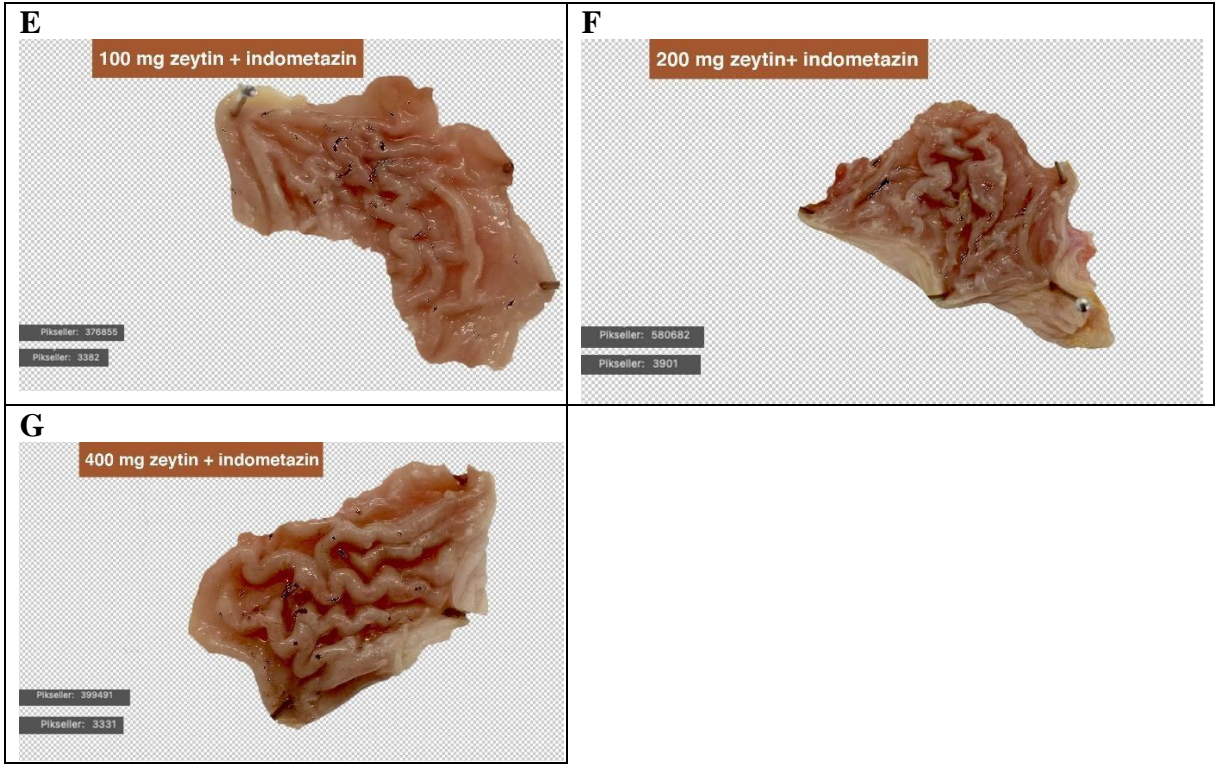 E
100 mg zeytin + indometazin
Pikseller: 376855
Pikseller: 3382
F
200 mg zeytin+ indometazin
Pikseller: 580682
Pikseller: 3901
G
400 mg zeytin + indometazin
Pikseller: 399491
Pikseller: 3331